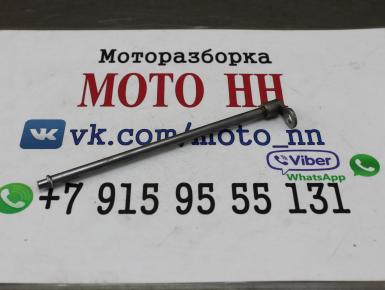 Моторазборка
МОТО НН
vk.com/moto_nn
Viber
WhatsApp
+7 915 95 55 131